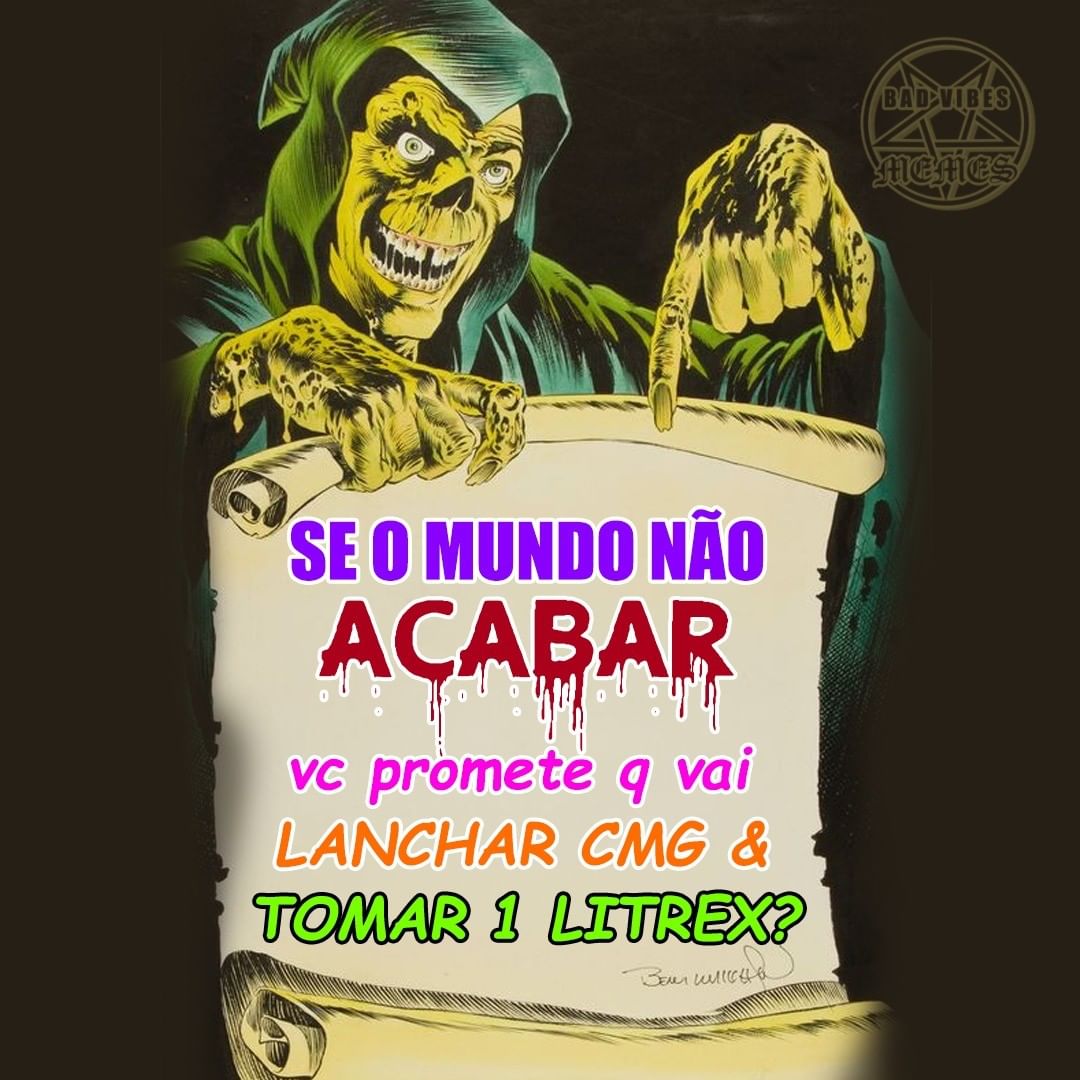 BAD VIBES
MEMES
SE O MUNDO NÃO
ACABAR
vc promete q vai
LANCHAR CMG &
TOMAR 1 LITREX?